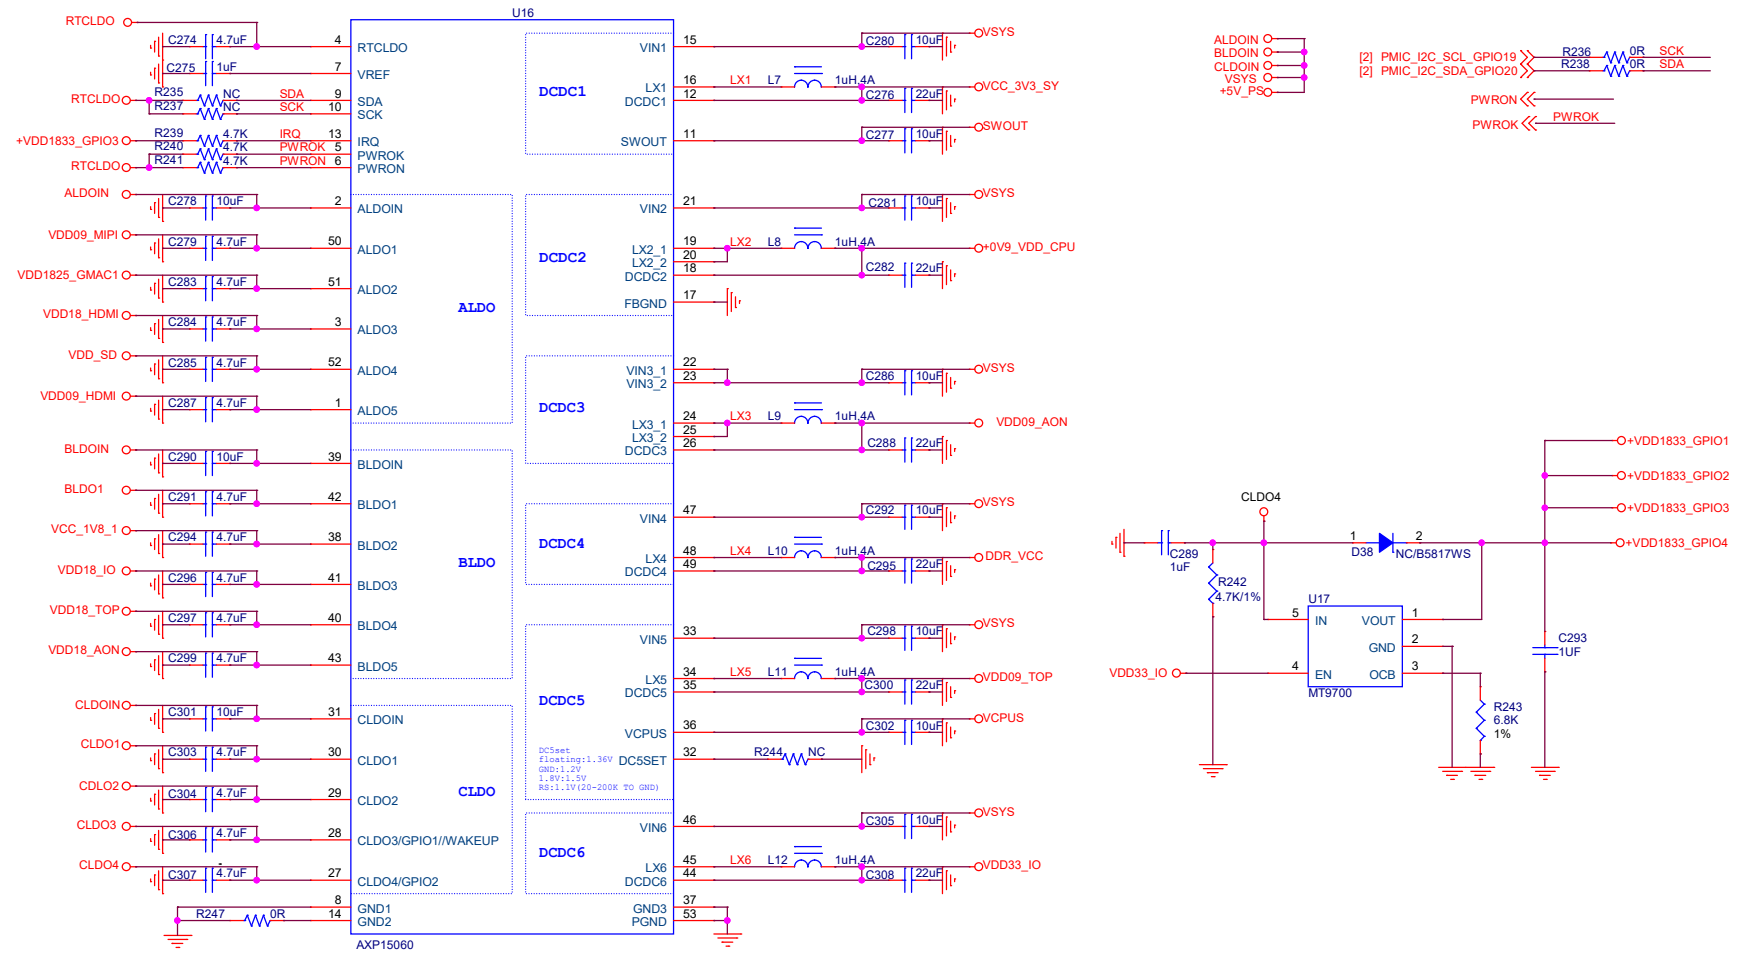 U16
AXP15060
RTCLDO
C274 4.7uF 4 RTCLDO
C275 1uF 7 VREF
RTCLDO R235 NC SDA 9 SDA
R237 NC SCK 10 SCK
+VDD1833_GPIO3 R239 4.7K IRQ 13 IRQ
R240 4.7K PWROK 5 PWROK
RTCLDO R241 4.7K PWRON 6 PWRON
ALDOIN
C278 10uF 2 ALDOIN
VDD09_MIPI
C279 4.7uF 50 ALDO1
VDD1825_GMAC1
C283 4.7uF 51 ALDO2
ALDO
VDD18_HDMI
C284 4.7uF 3 ALDO3
VDD_SD
C285 4.7uF 52 ALDO4
VDD09_HDMI
C287 4.7uF 1 ALDO5
BLDOIN
C290 10uF 39 BLDOIN
BLDO1
C291 4.7uF 42 BLDO1
VCC_1V8_1
C294 4.7uF 38 BLDO2
BLDO
VDD18_IO
C296 4.7uF 41 BLDO3
VDD18_TOP
C297 4.7uF 40 BLDO4
VDD18_AON
C299 4.7uF 43 BLDO5
CLDOIN
C301 10uF 31 CLDOIN
CLDO1
C303 4.7uF 30 CLDO1
CDLO2
C304 4.7uF 29 CLDO2
CLDO
CLDO3
C306 4.7uF 28 CLDO3/GPIO1//WAKEUP
CLDO4
C307 4.7uF 27 CLDO4/GPIO2
8 GND1
R247 0R 14 GND2
VIN1 15 C280 10uF VSYS
DCDC1
LX1 16 LX1 L7 1uH,4A VCC_3V3_SY
DCDC1 12 C276 22uF
SWOUT 11 C277 10uF SWOUT
VIN2 21 C281 10uF VSYS
DCDC2
LX2_1 19 LX2 L8 1uH,4A +0V9_VDD_CPU
LX2_2 20
DCDC2 18 C282 22uF
FBGND 17
VIN3_1 22 VSYS
VIN3_2 23 C286 10uF
DCDC3
LX3_1 24 LX3 L9 1uH,4A VDD09_AON
LX3_2 25
DCDC3 26 C288 22uF
VIN4 47 C292 10uF VSYS
DCDC4
LX4 48 LX4 L10 1uH,4A DDR_VCC
DCDC4 49 C295 22uF
VIN5 33 C298 10uF VSYS
LX5 34 LX5 L11 1uH,4A VDD09_TOP
DCDC5 35 C300 22uF
DCDC5
VCPUS 36 C302 10uF VCPUS
DC5SET 32 R244 NC
DC5set
floating:1.36V
GND:1.2V
1.8V:1.5V
RS:1.1V(20-200K TO GND)
VIN6 46 C305 10uF VSYS
DCDC6
LX6 45 LX6 L12 1uH,4A VDD33_IO
DCDC6 44 C308 22uF
GND3 37
PGND 53
ALDOIN
BLDOIN
CLDOIN
VSYS
+5V_PS
[2] PMIC_I2C_SCL_GPIO19 R236 0R SCK
[2] PMIC_I2C_SDA_GPIO20 R238 0R SDA
PWRON
PWROK PWROK
+VDD1833_GPIO1
+VDD1833_GPIO2
+VDD1833_GPIO3
+VDD1833_GPIO4
CLDO4
C289
1uF
1 D38 2 NC/B5817WS
R242
4.7K/1%
U17
5 IN VOUT 1
GND 2
VDD33_IO 4 EN OCB 3
MT9700
C293
1UF
R243
6.8K
1%